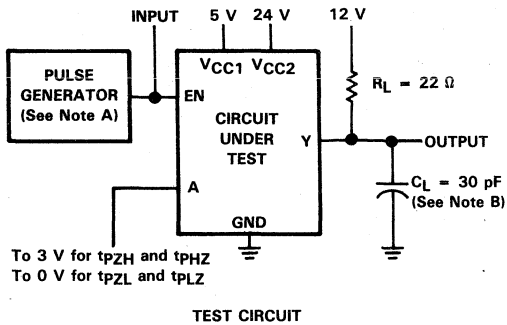 INPUT
5 V 24 V
12 V
PULSE
GENERATOR
(See Note A)
VCC1 VCC2
EN
CIRCUIT
UNDER
TEST
Y
A
GND
RL = 22 Ω
OUTPUT
CL = 30 pF
(See Note B)
To 3 V for tPZH and tPHZ
To 0 V for tPZL and tPLZ
TEST CIRCUIT